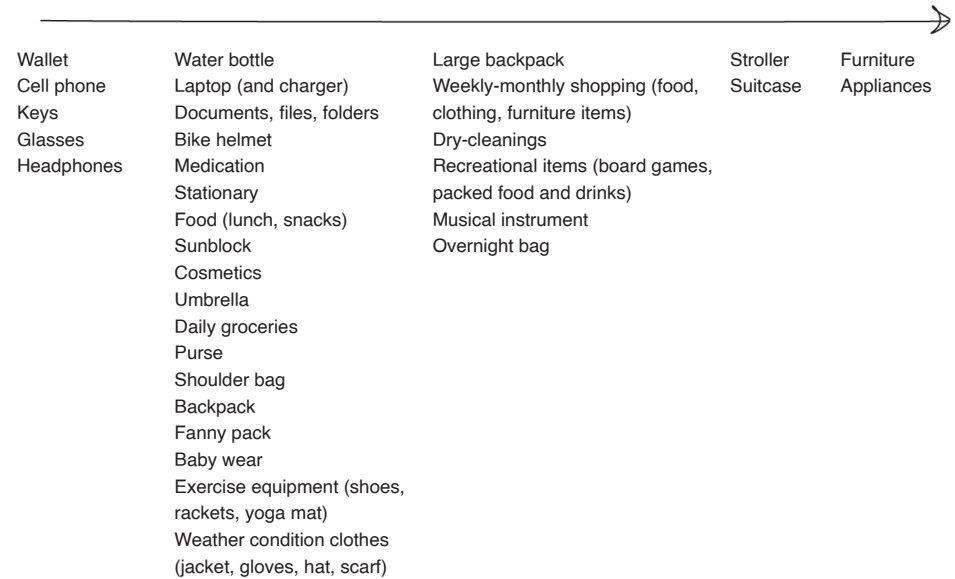 Wallet
Cell phone
Keys
Glasses
Headphones
Water bottle
Laptop (and charger)
Documents, files, folders
Bike helmet
Medication
Stationary
Food (lunch, snacks)
Sunblock
Cosmetics
Umbrella
Daily groceries
Purse
Shoulder bag
Backpack
Fanny pack
Baby wear
Exercise equipment (shoes,
rackets, yoga mat)
Weather condition clothes
(jacket, gloves, hat, scarf)
Large backpack
Weekly-monthly shopping (food,
clothing, furniture items)
Dry-cleanings
Recreational items (board games,
packed food and drinks)
Musical instrument
Overnight bag
Stroller
Suitcase
Furniture
Appliances